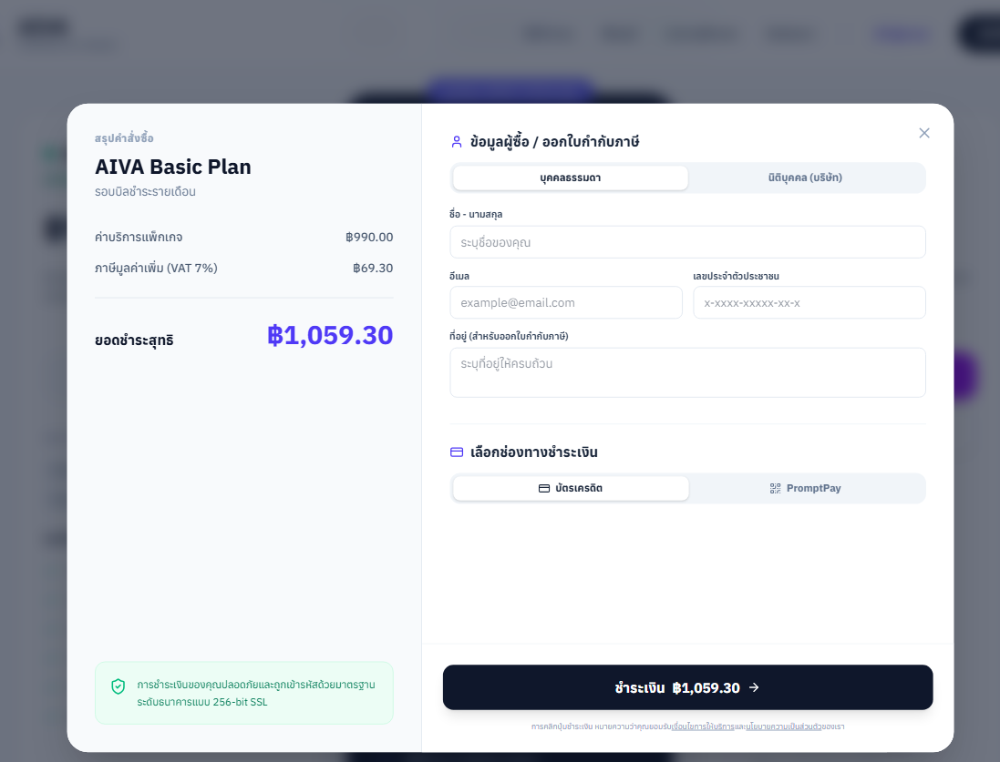 สรุปคำสั่งซื้อ
AIVA Basic Plan
รอบบิลชำระรายเดือน
ค่าบริการแพ็กเกจ ฿990.00
ภาษีมูลค่าเพิ่ม (VAT 7%) ฿69.30
ยอดชำระสุทธิ ฿1,059.30
การชำระเงินของคุณปลอดภัยและถูกเข้ารหัสด้วยมาตรฐาน
ระดับธนาคารแบบ 256-bit SSL
ข้อมูลผู้ซื้อ / ออกใบกำกับภาษี
บุคคลธรรมดา นิติบุคคล (บริษัท)
ชื่อ - นามสกุล
ระบุชื่อของคุณ
อีเมล เลขประจำตัวประชาชน
example@email.com x-xxxx-xxxxx-xx-x
ที่อยู่ (สำหรับออกใบกำกับภาษี)
ระบุที่อยู่ให้ครบถ้วน
เลือกช่องทางชำระเงิน
บัตรเครดิต PromptPay
ชำระเงิน ฿1,059.30 →
การคลิกปุ่มชำระเงิน หมายความว่าคุณยอมรับเงื่อนไขการให้บริการและนโยบายความเป็นส่วนตัวของเรา